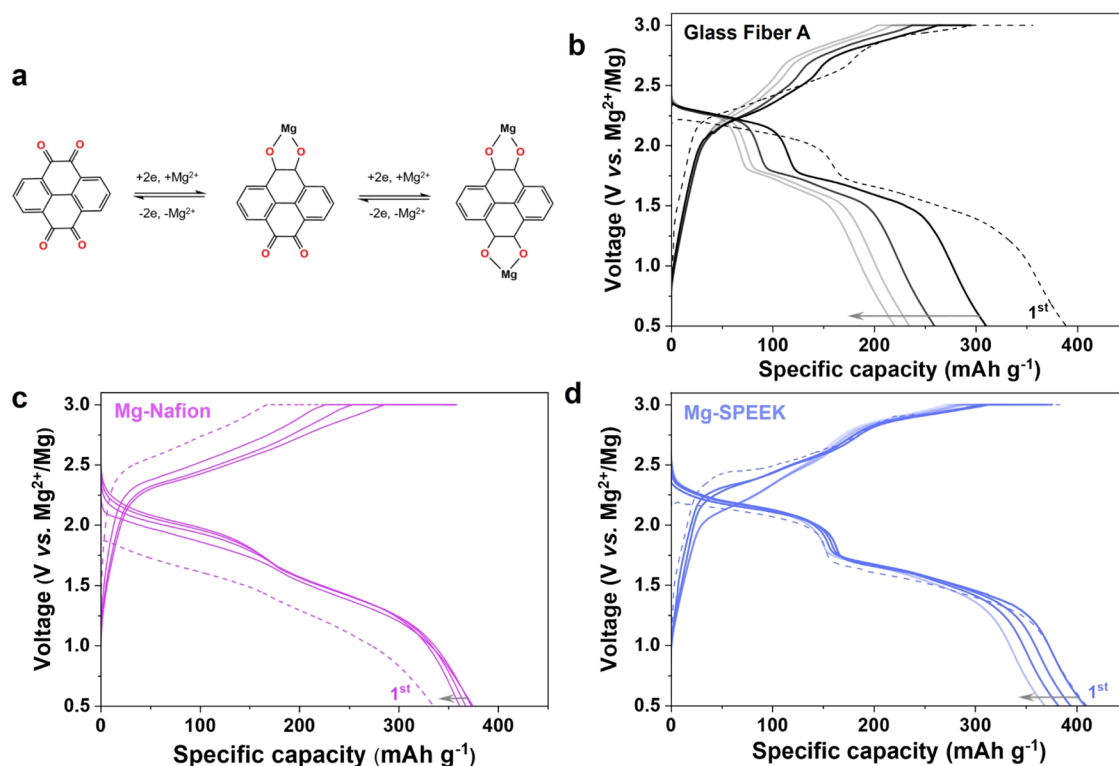 a
O
O
O
O
+2e, +Mg²⁺
-2e, -Mg²⁺
Mg
O
O
O
O
+2e, +Mg²⁺
-2e, -Mg²⁺
Mg
O
O
O
O
Mg
b
Glass Fiber A
Voltage (V vs. Mg²⁺/Mg)
3.0
2.5
2.0
1.5
1.0
0.5
1ˢᵗ
0
100
200
300
400
Specific capacity (mAh g⁻¹)
c
Mg-Nafion
Voltage (V vs. Mg²⁺/Mg)
3.0
2.5
2.0
1.5
1.0
0.5
1ˢᵗ
0
100
200
300
400
Specific capacity (mAh g⁻¹)
d
Mg-SPEEK
Voltage (V vs. Mg²⁺/Mg)
3.0
2.5
2.0
1.5
1.0
0.5
1ˢᵗ
0
100
200
300
400
Specific capacity (mAh g⁻¹)